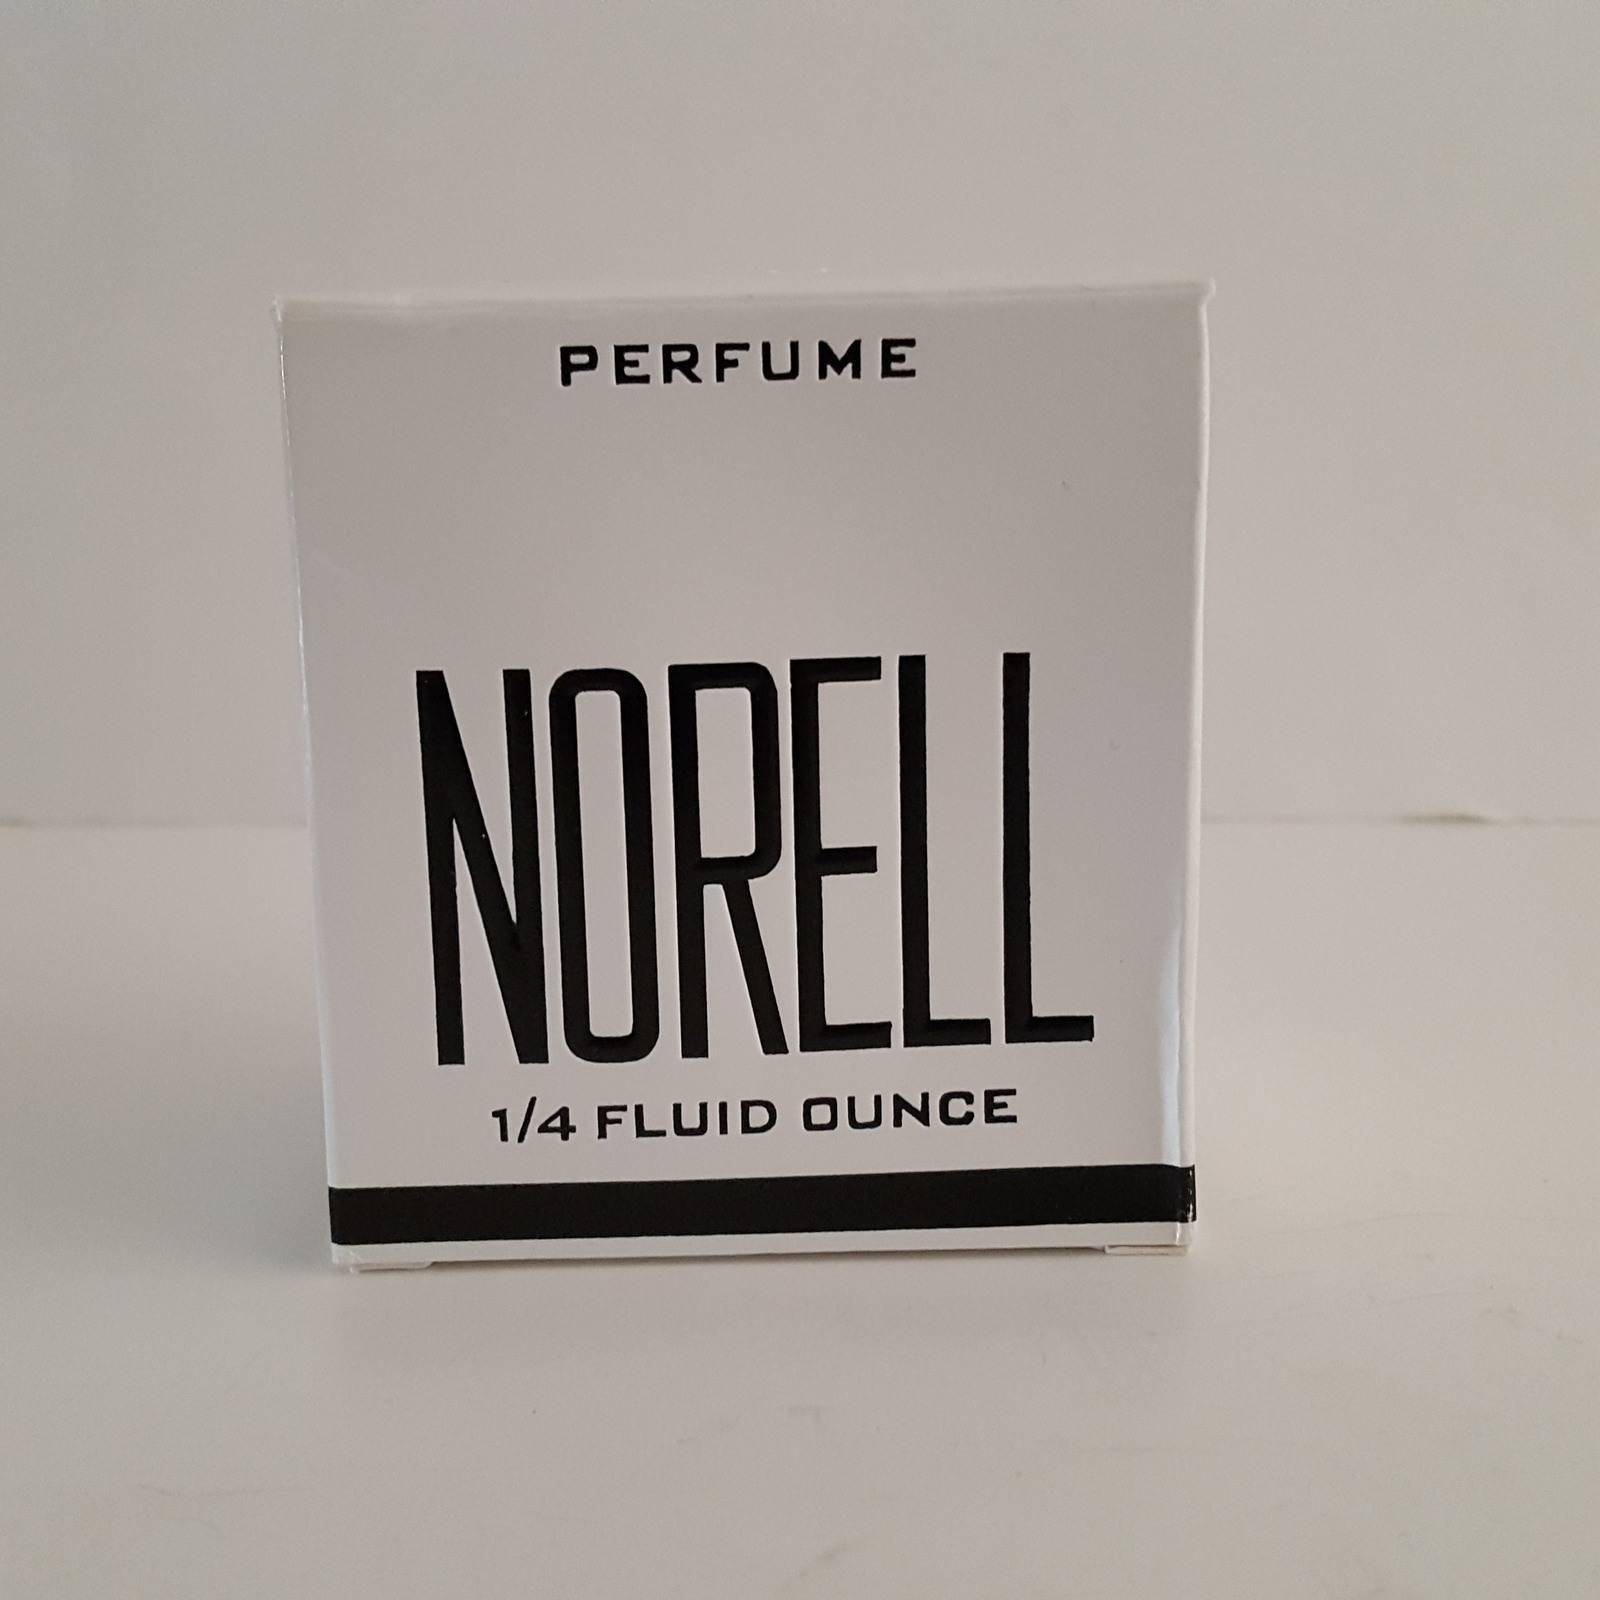 PERFUME
NORELL
1/4 FLUID OUNCE